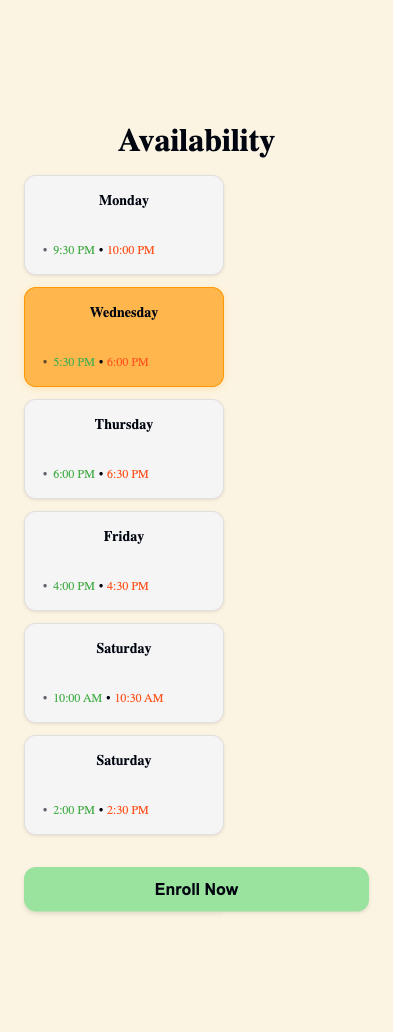 Availability
Monday
• 9:30 PM • 10:00 PM
Wednesday
• 5:30 PM • 6:00 PM
Thursday
• 6:00 PM • 6:30 PM
Friday
• 4:00 PM • 4:30 PM
Saturday
• 10:00 AM • 10:30 AM
Saturday
• 2:00 PM • 2:30 PM
Enroll Now